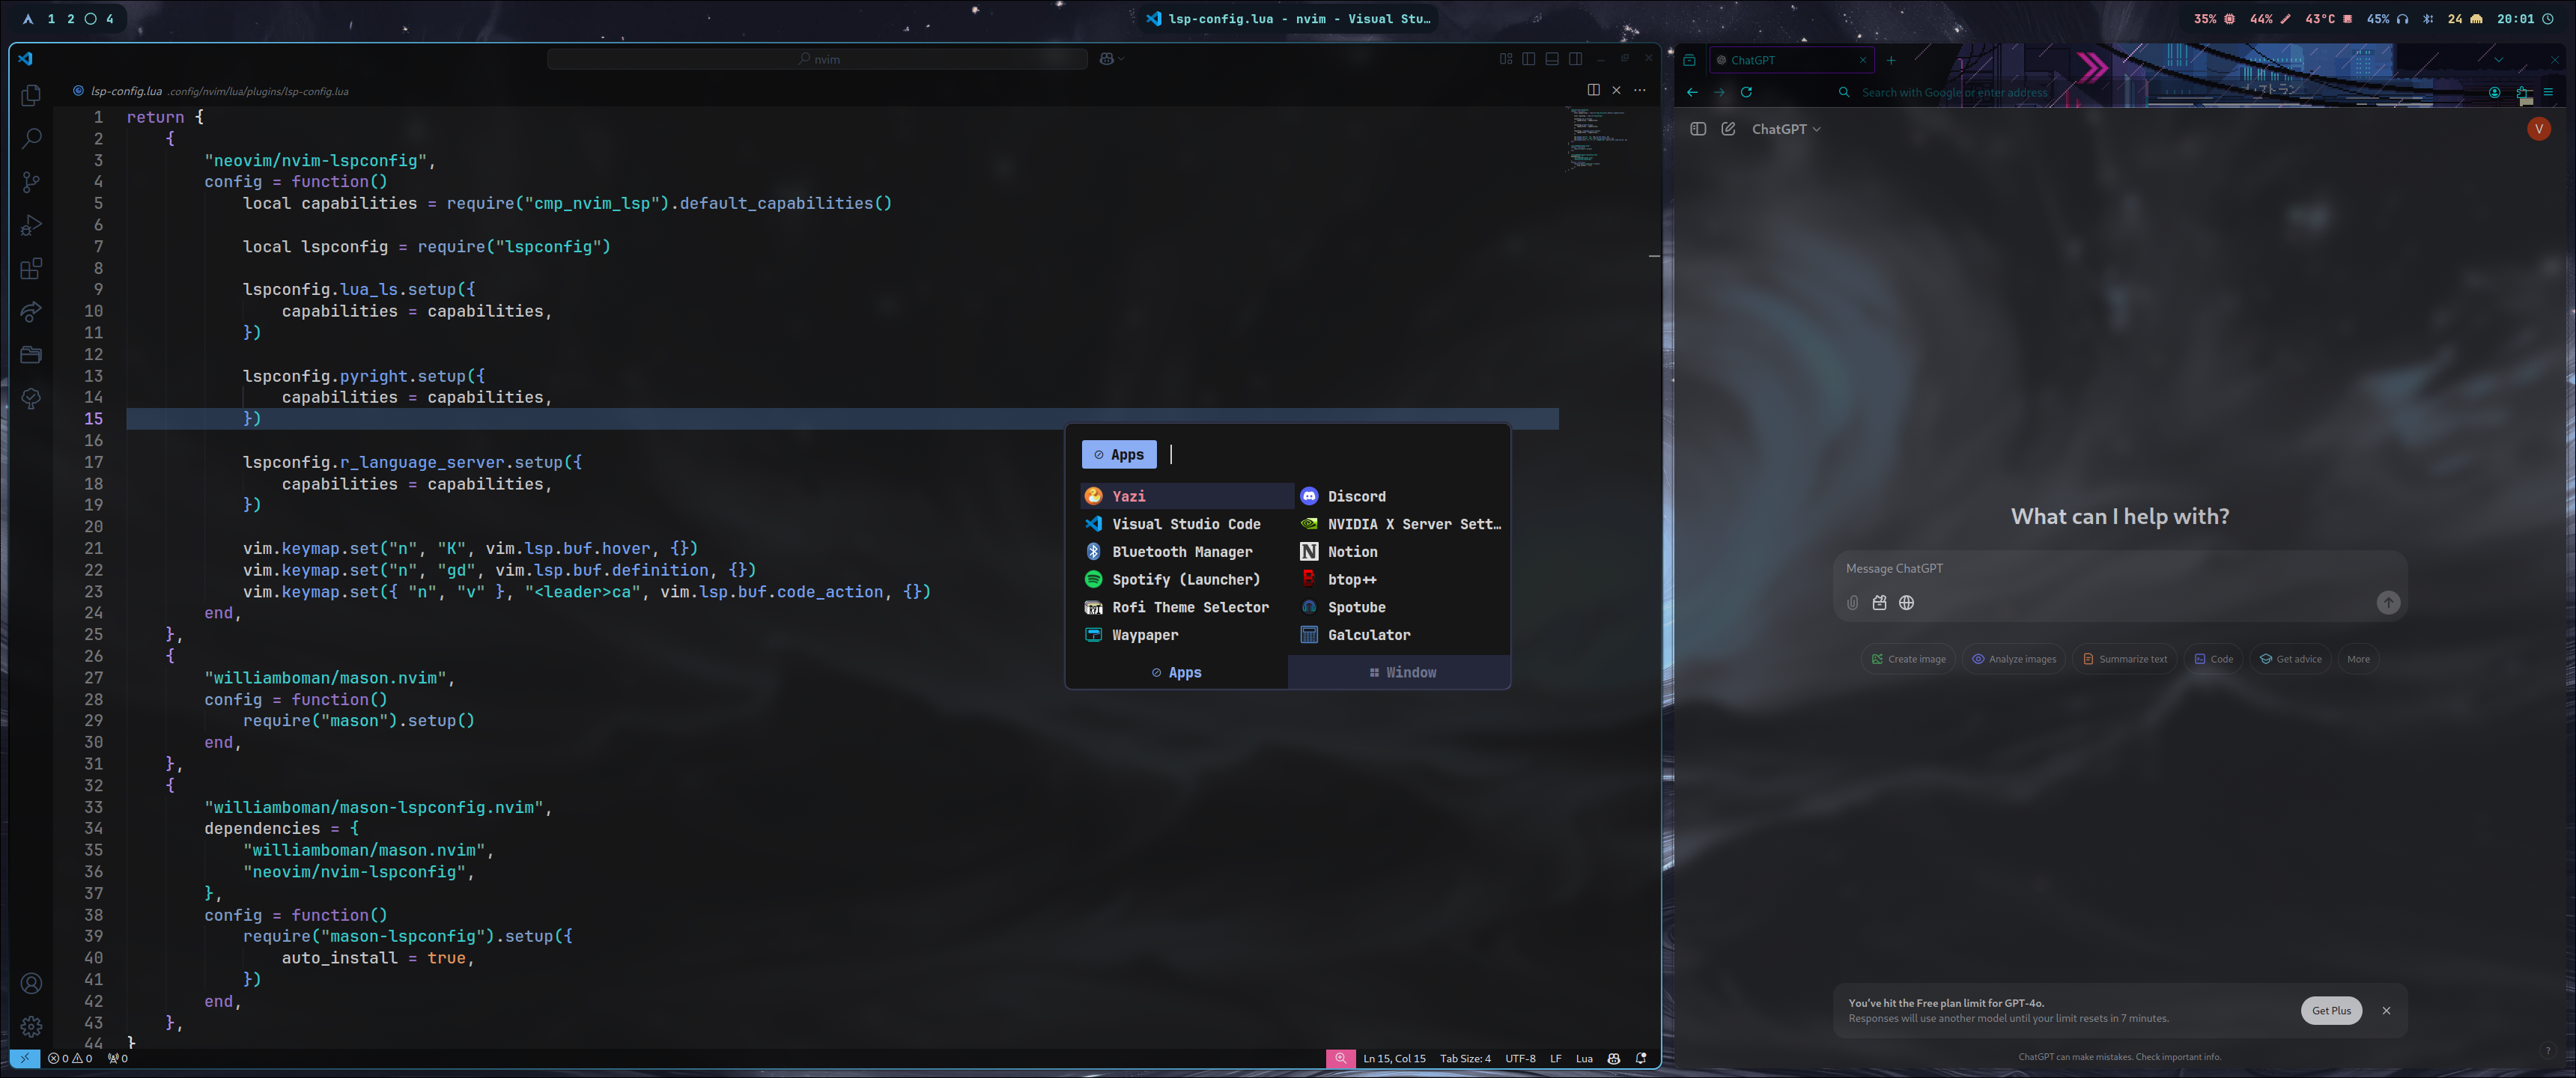 1 2 4
lsp-config.lua - nvim - Visual Stu…
35% 44% 43°C 45% 24 20:01
nvim
lsp-config.lua .config/nvim/lua/plugins/lsp-config.lua
1 return {
2 {
3 "neovim/nvim-lspconfig",
4 config = function()
5 local capabilities = require("cmp_nvim_lsp").default_capabilities()
6
7 local lspconfig = require("lspconfig")
8
9 lspconfig.lua_ls.setup({
10 capabilities = capabilities,
11 })
12
13 lspconfig.pyright.setup({
14 capabilities = capabilities,
15 })
16
17 lspconfig.r_language_server.setup({
18 capabilities = capabilities,
19 })
20
21 vim.keymap.set("n", "K", vim.lsp.buf.hover, {})
22 vim.keymap.set("n", "gd", vim.lsp.buf.definition, {})
23 vim.keymap.set({ "n", "v" }, "<leader>ca", vim.lsp.buf.code_action, {})
24 end,
25 },
26 {
27 "williamboman/mason.nvim",
28 config = function()
29 require("mason").setup()
30 end,
31 },
32 {
33 "williamboman/mason-lspconfig.nvim",
34 dependencies = {
35 "williamboman/mason.nvim",
36 "neovim/nvim-lspconfig",
37 },
38 config = function()
39 require("mason-lspconfig").setup({
40 auto_install = true,
41 })
42 end,
43 },
44 }
0 0 0
Ln 15, Col 15 Tab Size: 4 UTF-8 LF Lua
Apps
Yazi Discord
Visual Studio Code NVIDIA X Server Sett…
Bluetooth Manager Notion
Spotify (Launcher) btop++
Rofi Theme Selector Spotube
Waypaper Galculator
Apps Window
ChatGPT
Search with Google or enter address
ChatGPT
V
What can I help with?
Message ChatGPT
Create image Analyze images Summarize text Code Get advice More
You've hit the Free plan limit for GPT-4o.
Responses will use another model until your limit resets in 7 minutes.
Get Plus
ChatGPT can make mistakes. Check important info.
?